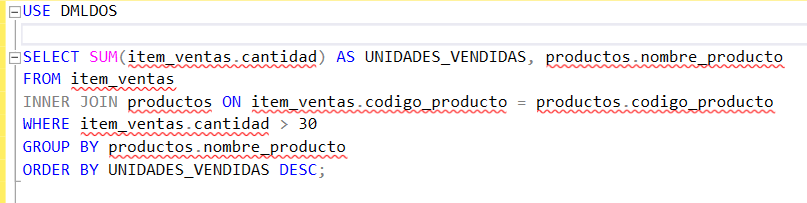 USE DMLDOS
SELECT SUM(item_ventas.cantidad) AS UNIDADES_VENDIDAS, productos.nombre_producto
FROM item_ventas
INNER JOIN productos ON item_ventas.codigo_producto = productos.codigo_producto
WHERE item_ventas.cantidad > 30
GROUP BY productos.nombre_producto
ORDER BY UNIDADES_VENDIDAS DESC;